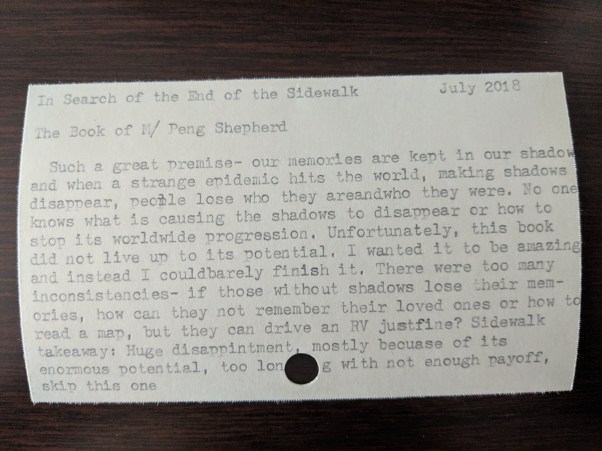 In Search of the End of the Sidewalk July 2018
The Book of M/ Peng Shepherd
Such a great premise- our memories are kept in our shadow
and when a strange epidemic hits the world, making shadows
disappear, people lose who they areandwho they were. No one
knows what is causing the shadows to disappear or how to
stop its worldwide progression. Unfortunately, this book
did not live up to its potential. I wanted it to be amazing
and instead I couldbarely finish it. There were too many
inconsistencies- if those without shadows lose their mem-
ories, how can they not remember their loved ones or how to
read a map, but they can drive an RV justfine? Sidewalk
takeaway: Huge disappintment, mostly becuase of its
enormous potential, too lon g with not enough payoff,
skip this one